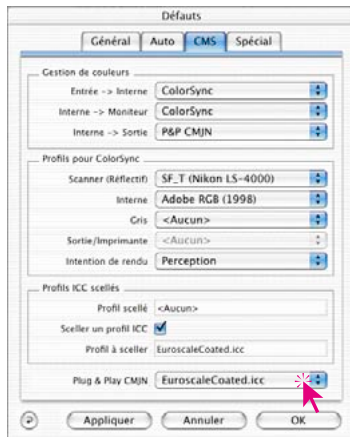 Défauts
Général Auto CMS Spécial
Gestion de couleurs
Entrée -> Interne ColorSync
Interne -> Moniteur ColorSync
Interne -> Sortie P&P CMJN
Profils pour ColorSync
Scanner (Réflectif) SF_T (Nikon LS-4000)
Interne Adobe RGB (1998)
Gris <Aucun>
Sortie/Imprimante <Aucun>
Intention de rendu Perception
Profils ICC scellés
Profil scellé <Aucun>
Sceller un profil ICC
Profil à sceller EuroscaleCoated.icc
Plug & Play CMJN EuroscaleCoated.icc
Appliquer Annuler OK